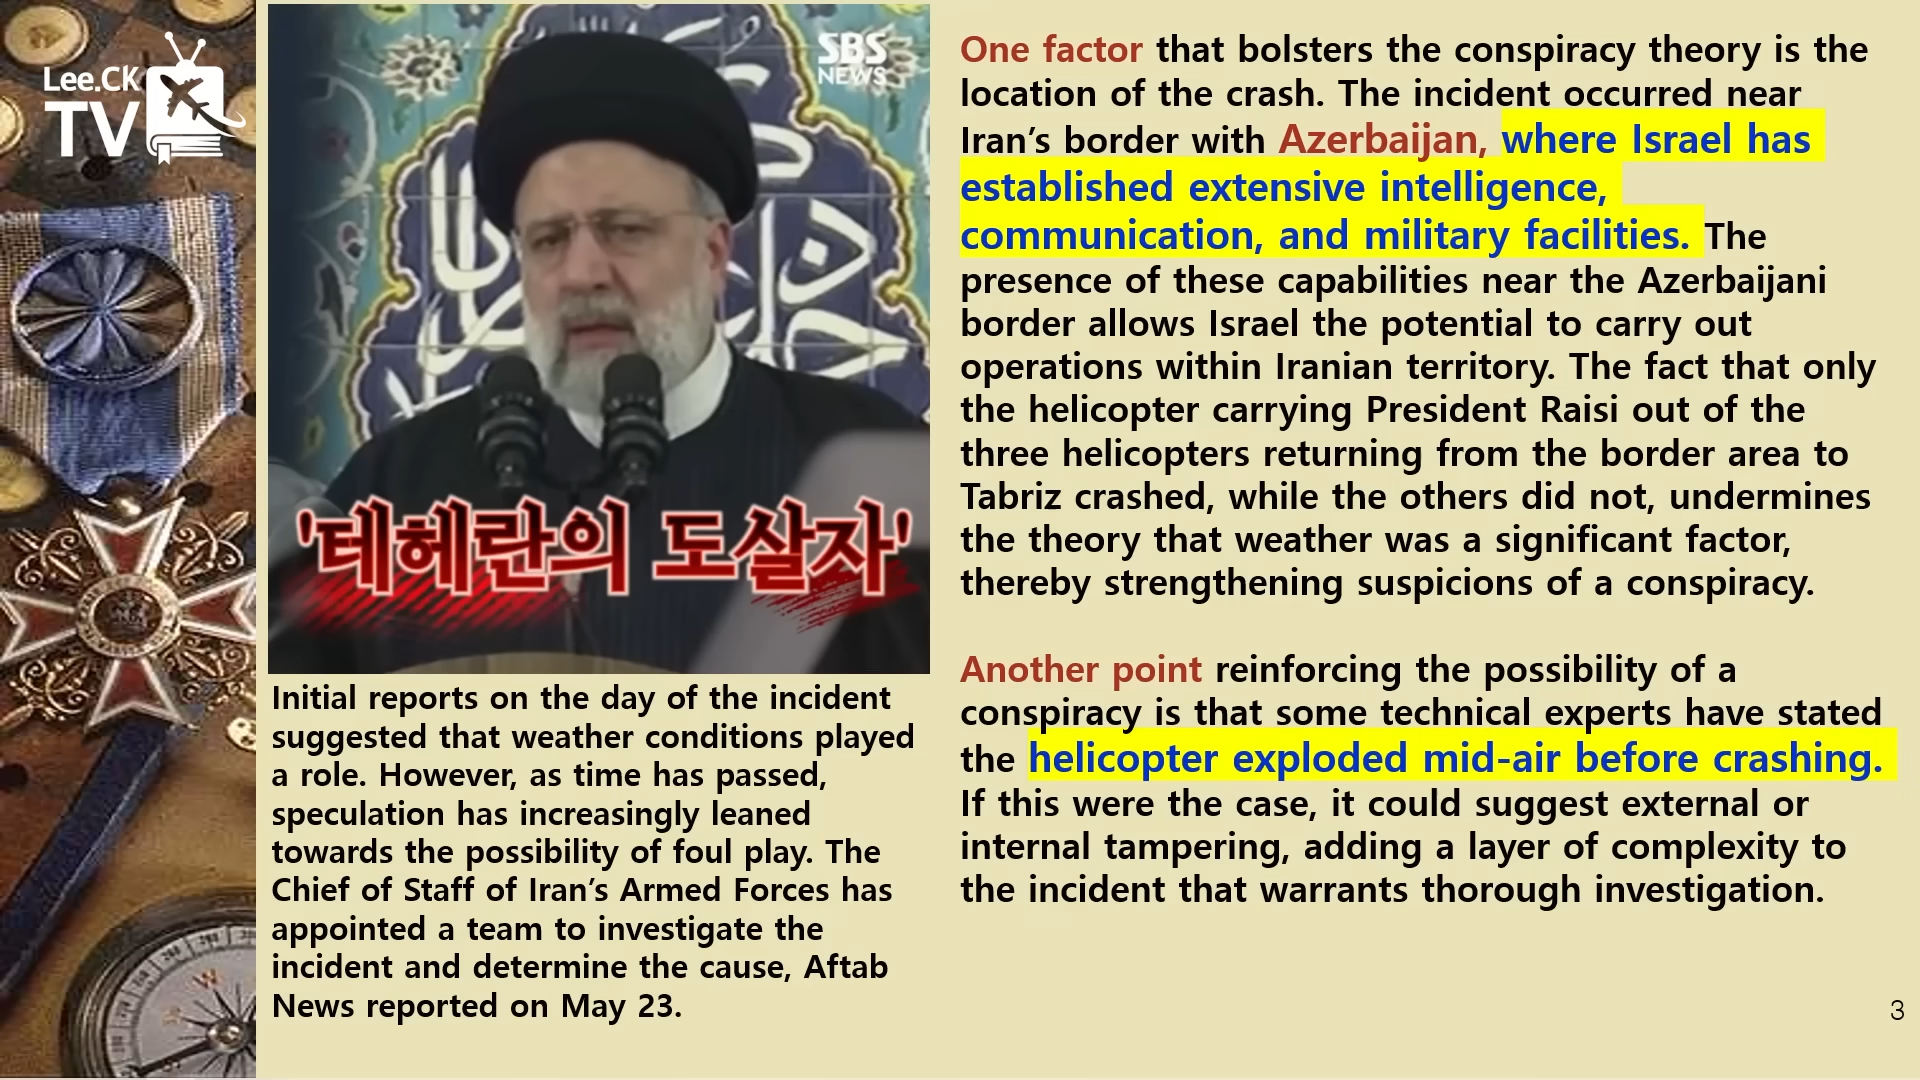 Lee.CK
TV
SBS
NEWS
'테헤란의 도살자'
Initial reports on the day of the incident
suggested that weather conditions played
a role. However, as time has passed,
speculation has increasingly leaned
towards the possibility of foul play. The
Chief of Staff of Iran’s Armed Forces has
appointed a team to investigate the
incident and determine the cause, Aftab
News reported on May 23.
One factor that bolsters the conspiracy theory is the
location of the crash. The incident occurred near
Iran’s border with Azerbaijan, where Israel has
established extensive intelligence,
communication, and military facilities. The
presence of these capabilities near the Azerbaijani
border allows Israel the potential to carry out
operations within Iranian territory. The fact that only
the helicopter carrying President Raisi out of the
three helicopters returning from the border area to
Tabriz crashed, while the others did not, undermines
the theory that weather was a significant factor,
thereby strengthening suspicions of a conspiracy.
Another point reinforcing the possibility of a
conspiracy is that some technical experts have stated
the helicopter exploded mid-air before crashing.
If this were the case, it could suggest external or
internal tampering, adding a layer of complexity to
the incident that warrants thorough investigation.
3